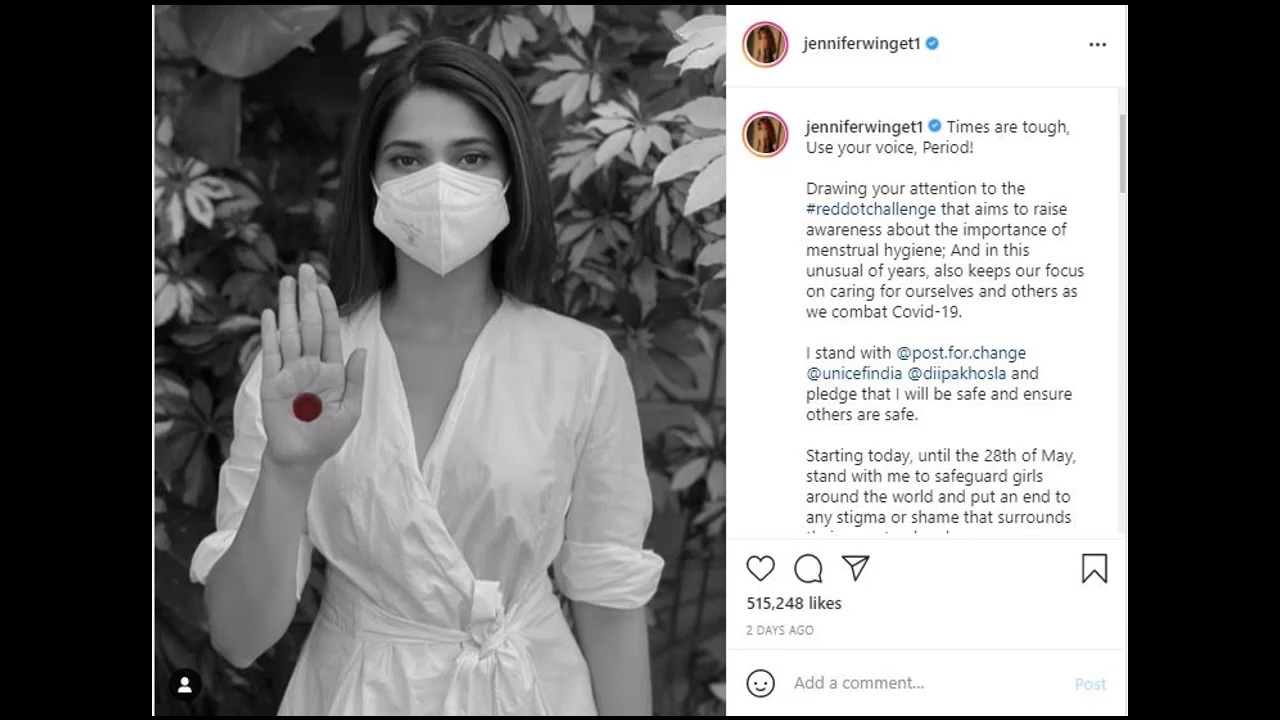 jenniferwinget1
jenniferwinget1 Times are tough,
Use your voice, Period!
Drawing your attention to the
#reddotchallenge that aims to raise
awareness about the importance of
menstrual hygiene; And in this
unusual of years, also keeps our focus
on caring for ourselves and others as
we combat Covid-19.
I stand with @post.for.change
@unicefindia @diipakhosla and
pledge that I will be safe and ensure
others are safe.
Starting today, until the 28th of May,
stand with me to safeguard girls
around the world and put an end to
any stigma or shame that surrounds
515,248 likes
2 DAYS AGO
Add a comment...
Post